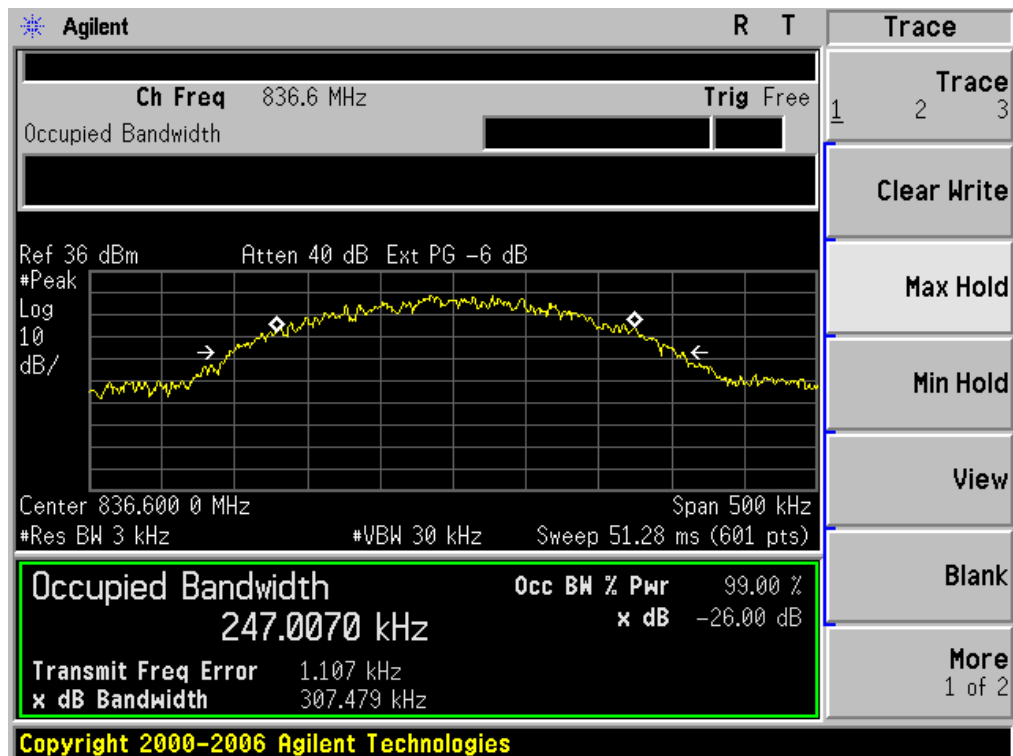 Agilent R T Trace
Ch Freq 836.6 MHz Trig Free
Occupied Bandwidth
Trace
1 2 3
Clear Write
Max Hold
Min Hold
View
Blank
More
1 of 2
Ref 36 dBm Atten 40 dB Ext PG -6 dB
#Peak
Log
10
dB/
Center 836.600 0 MHz Span 500 kHz
#Res BW 3 kHz #VBW 30 kHz Sweep 51.28 ms (601 pts)
Occupied Bandwidth
247.0070 kHz
Occ BW % Pwr 99.00 %
x dB -26.00 dB
Transmit Freq Error 1.107 kHz
x dB Bandwidth 307.479 kHz
Copyright 2000-2006 Agilent Technologies